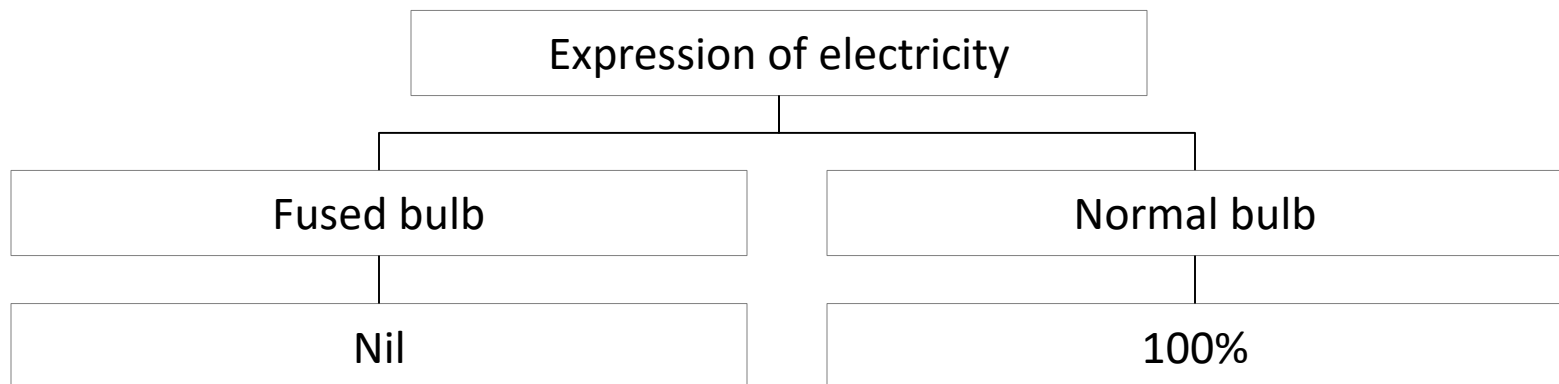 Expression of electricity
Fused bulb
Normal bulb
Nil
100%